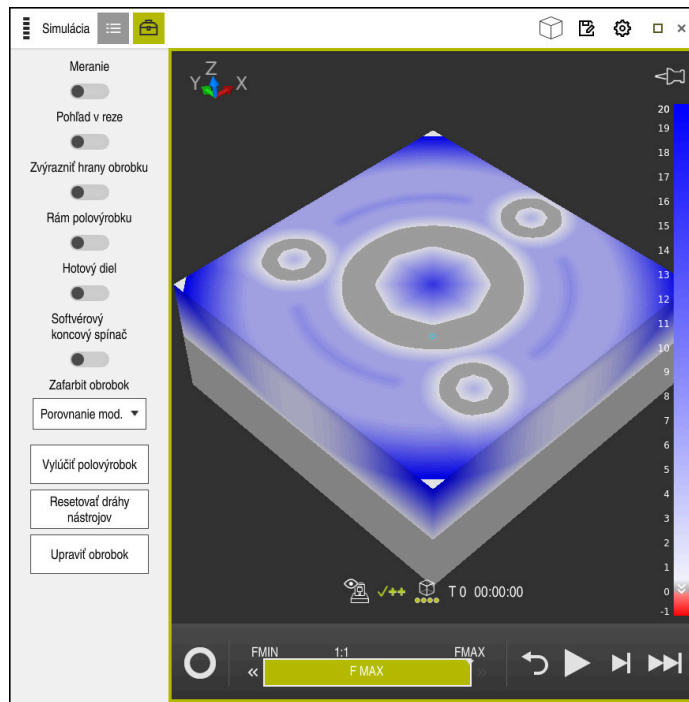 Simulácia
Meranie
Pohľad v reze
Zvýrazniť hrany obrobku
Rám polovýrobku
Hotový diel
Softvérový
koncový spínač
Zafarbit obrobok
Porovnanie mod.
Vylúčiť polovýrobok
Resetovať dráhy
nástrojov
Upraviť obrobok
Z
Y X
20
19
18
17
16
15
14
13
12
11
10
9
8
7
6
5
4
3
2
1
0
-1
T 0 00:00:00
FMIN 1:1 FMAX
F MAX